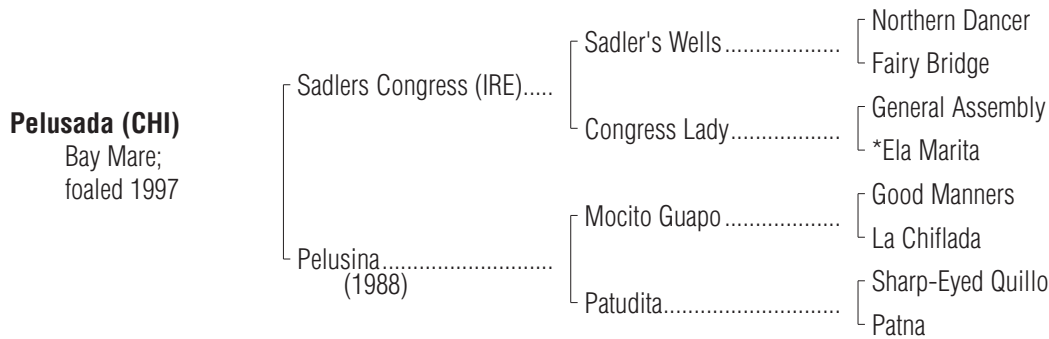 Pelusada (CHI)
Bay Mare;
foaled 1997
Sadlers Congress (IRE).....
Pelusina..........................
(1988)
Sadler's Wells...................
Congress Lady..................
Mocito Guapo...................
Patudita............................
Northern Dancer
Fairy Bridge
General Assembly
*Ela Marita
Good Manners
La Chiflada
Sharp-Eyed Quillo
Patna